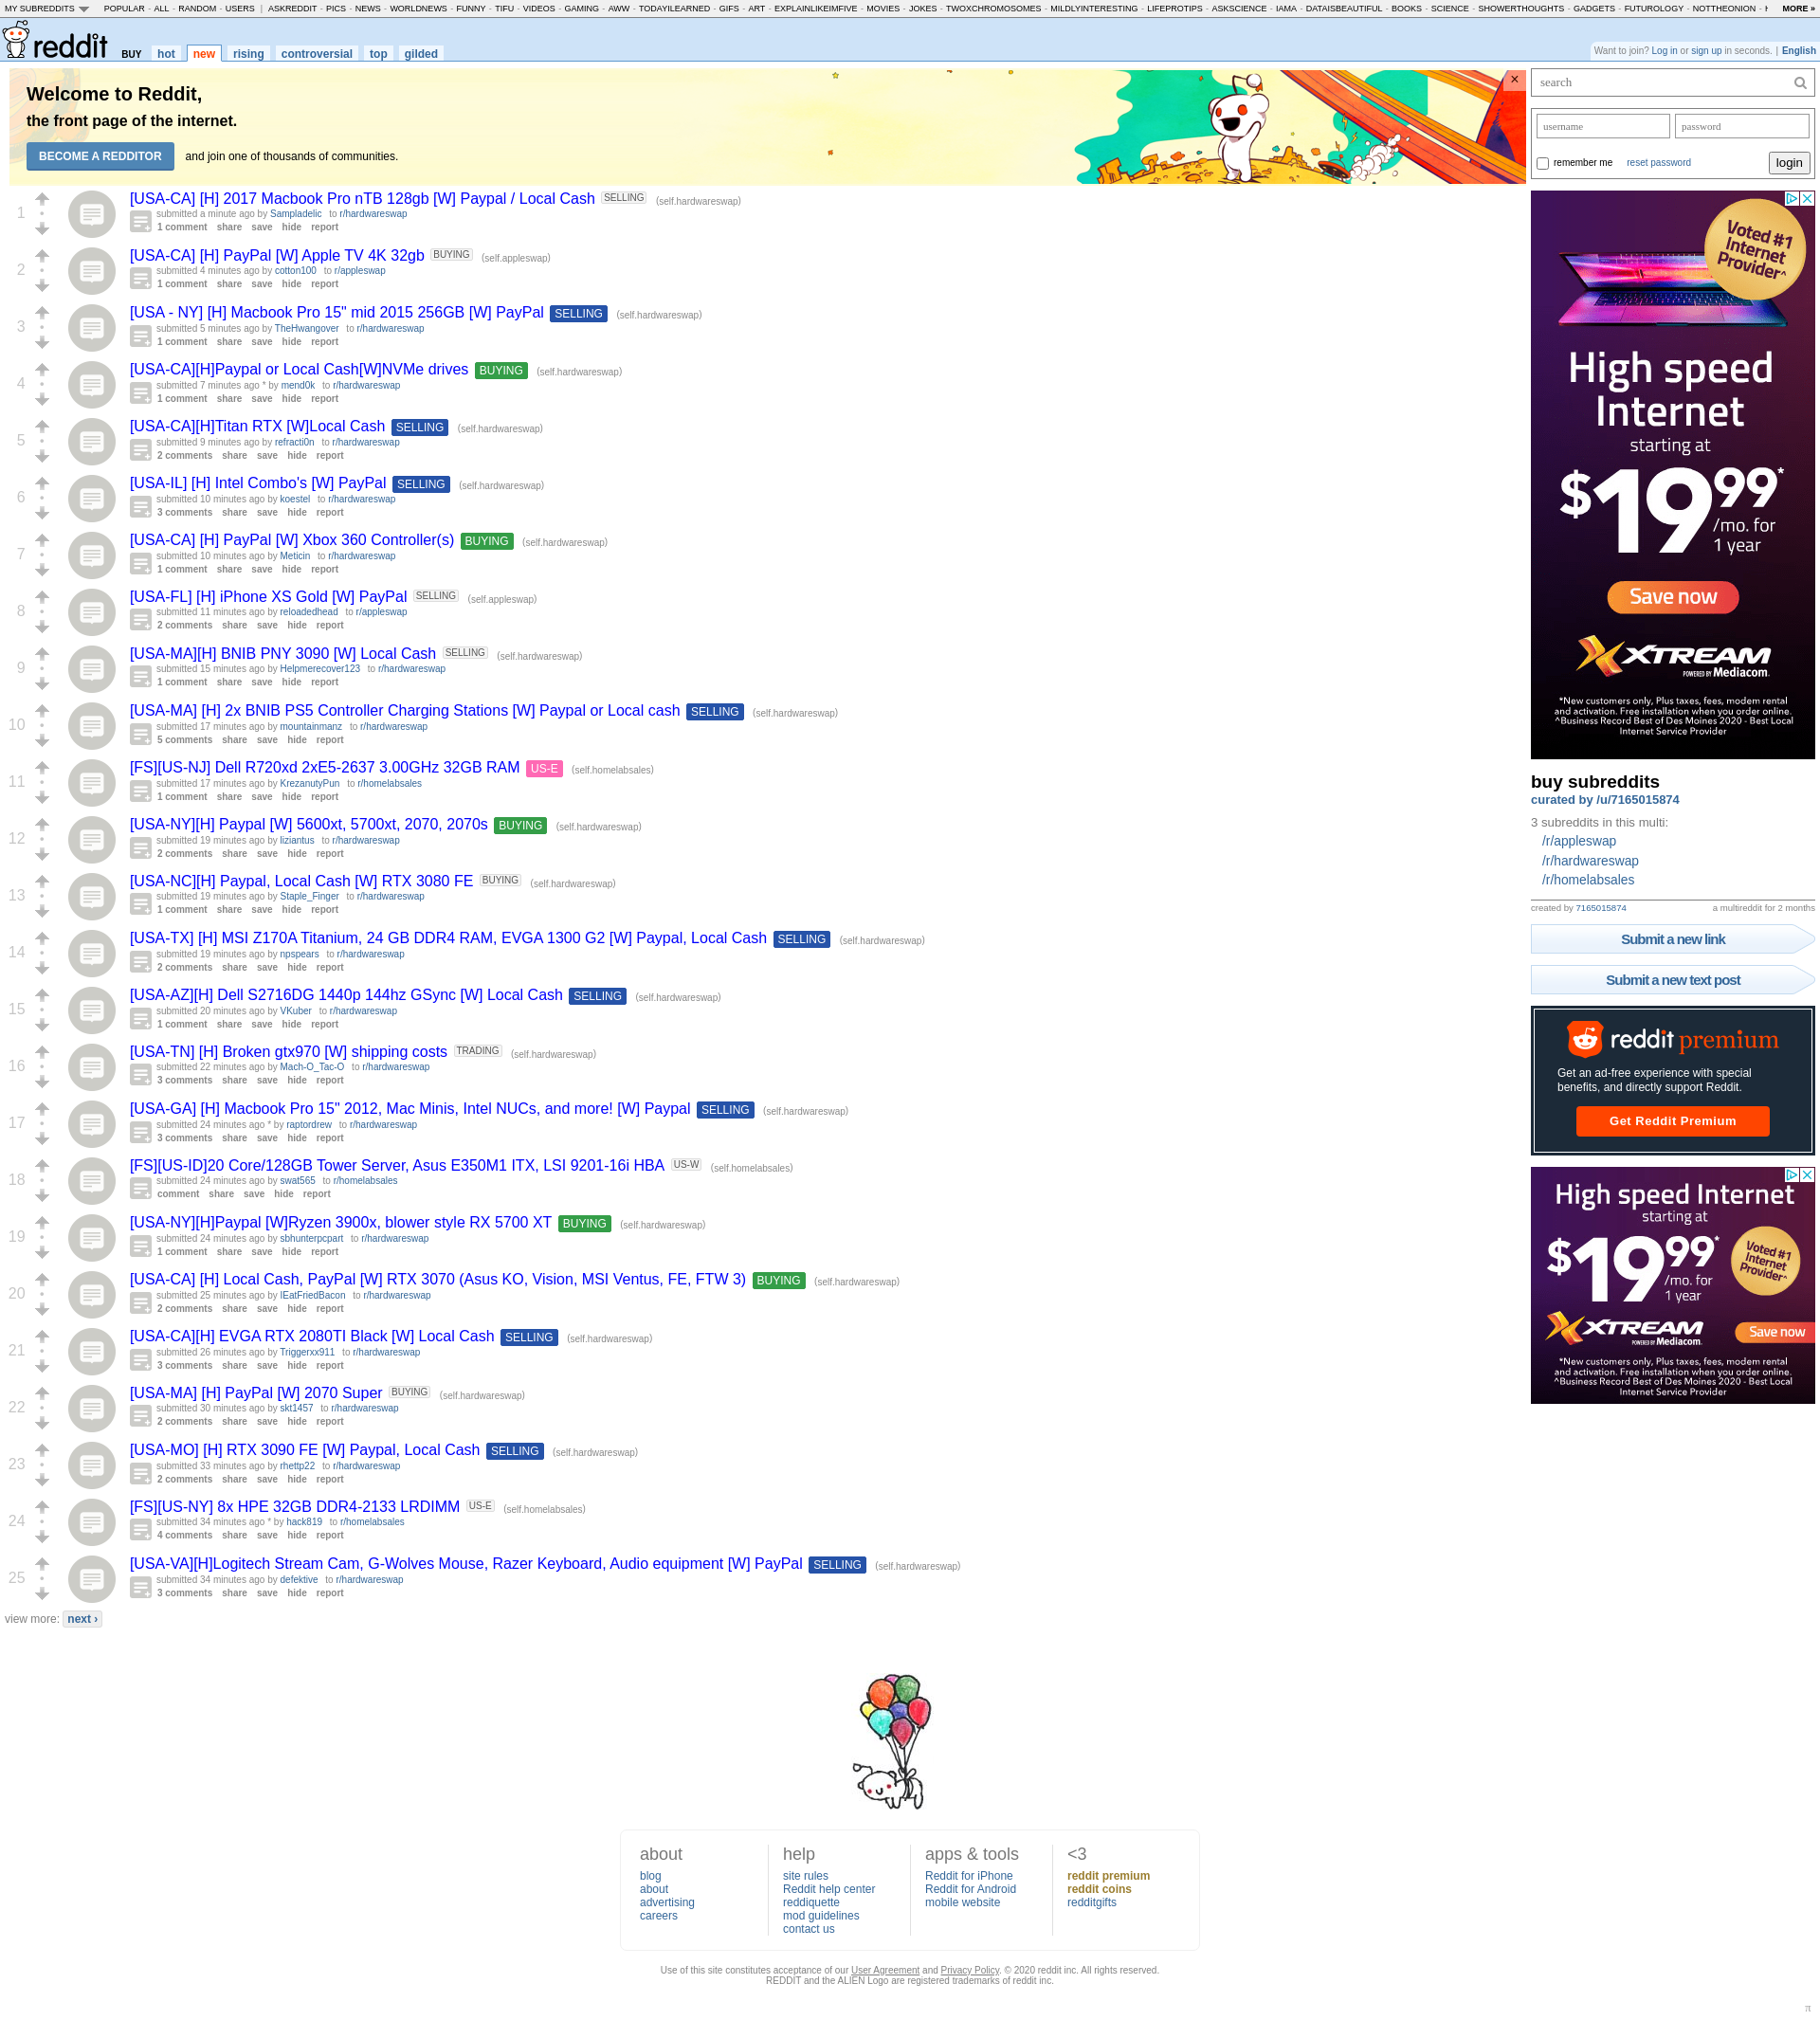 MY SUBREDDITS POPULAR - ALL - RANDOM - USERS | ASKREDDIT - PICS - NEWS - WORLDNEWS - FUNNY - TIFU - VIDEOS - GAMING - AWW - TODAYILEARNED - GIFS - ART - EXPLAINLIKEIMFIVE - MOVIES - JOKES - TWOXCHROMOSOMES - MILDLYINTERESTING - LIFEPROTIPS - ASKSCIENCE - IAMA - DATAISBEAUTIFUL - BOOKS - SCIENCE - SHOWERTHOUGHTS - GADGETS - FUTUROLOGY - NOTTHEONION - MORE »
reddit BUY hot new rising controversial top gilded
Want to join? Log in or sign up in seconds. | English
Welcome to Reddit,
the front page of the internet.
BECOME A REDDITOR and join one of thousands of communities.
×
1
[USA-CA] [H] 2017 Macbook Pro nTB 128gb [W] Paypal / Local Cash SELLING (self.hardwareswap)
submitted a minute ago by Sampladelic to r/hardwareswap
1 comment share save hide report
2
[USA-CA] [H] PayPal [W] Apple TV 4K 32gb BUYING (self.appleswap)
submitted 4 minutes ago by cotton100 to r/appleswap
1 comment share save hide report
3
[USA - NY] [H] Macbook Pro 15" mid 2015 256GB [W] PayPal SELLING (self.hardwareswap)
submitted 5 minutes ago by TheHwangover to r/hardwareswap
1 comment share save hide report
4
[USA-CA][H]Paypal or Local Cash[W]NVMe drives BUYING (self.hardwareswap)
submitted 7 minutes ago * by mend0k to r/hardwareswap
1 comment share save hide report
5
[USA-CA][H]Titan RTX [W]Local Cash SELLING (self.hardwareswap)
submitted 9 minutes ago by refracti0n to r/hardwareswap
2 comments share save hide report
6
[USA-IL] [H] Intel Combo's [W] PayPal SELLING (self.hardwareswap)
submitted 10 minutes ago by koestel to r/hardwareswap
3 comments share save hide report
7
[USA-CA] [H] PayPal [W] Xbox 360 Controller(s) BUYING (self.hardwareswap)
submitted 10 minutes ago by Meticin to r/hardwareswap
1 comment share save hide report
8
[USA-FL] [H] iPhone XS Gold [W] PayPal SELLING (self.appleswap)
submitted 11 minutes ago by reloadedhead to r/appleswap
2 comments share save hide report
9
[USA-MA][H] BNIB PNY 3090 [W] Local Cash SELLING (self.hardwareswap)
submitted 15 minutes ago by Helpmerecover123 to r/hardwareswap
1 comment share save hide report
10
[USA-MA] [H] 2x BNIB PS5 Controller Charging Stations [W] Paypal or Local cash SELLING (self.hardwareswap)
submitted 17 minutes ago by mountainmanz to r/hardwareswap
5 comments share save hide report
11
[FS][US-NJ] Dell R720xd 2xE5-2637 3.00GHz 32GB RAM US-E (self.homelabsales)
submitted 17 minutes ago by KrezanutyPun to r/homelabsales
1 comment share save hide report
12
[USA-NY][H] Paypal [W] 5600xt, 5700xt, 2070, 2070s BUYING (self.hardwareswap)
submitted 19 minutes ago by liziantus to r/hardwareswap
2 comments share save hide report
13
[USA-NC][H] Paypal, Local Cash [W] RTX 3080 FE BUYING (self.hardwareswap)
submitted 19 minutes ago by Staple_Finger to r/hardwareswap
1 comment share save hide report
14
[USA-TX] [H] MSI Z170A Titanium, 24 GB DDR4 RAM, EVGA 1300 G2 [W] Paypal, Local Cash SELLING (self.hardwareswap)
submitted 19 minutes ago by npspears to r/hardwareswap
2 comments share save hide report
15
[USA-AZ][H] Dell S2716DG 1440p 144hz GSync [W] Local Cash SELLING (self.hardwareswap)
submitted 20 minutes ago by VKuber to r/hardwareswap
1 comment share save hide report
16
[USA-TN] [H] Broken gtx970 [W] shipping costs TRADING (self.hardwareswap)
submitted 22 minutes ago by Mach-O_Tac-O to r/hardwareswap
3 comments share save hide report
17
[USA-GA] [H] Macbook Pro 15" 2012, Mac Minis, Intel NUCs, and more! [W] Paypal SELLING (self.hardwareswap)
submitted 24 minutes ago * by raptordrew to r/hardwareswap
3 comments share save hide report
18
[FS][US-ID]20 Core/128GB Tower Server, Asus E350M1 ITX, LSI 9201-16i HBA US-W (self.homelabsales)
submitted 24 minutes ago by swat565 to r/homelabsales
comment share save hide report
19
[USA-NY][H]Paypal [W]Ryzen 3900x, blower style RX 5700 XT BUYING (self.hardwareswap)
submitted 24 minutes ago by sbhunterpcpart to r/hardwareswap
1 comment share save hide report
20
[USA-CA] [H] Local Cash, PayPal [W] RTX 3070 (Asus KO, Vision, MSI Ventus, FE, FTW 3) BUYING (self.hardwareswap)
submitted 25 minutes ago by IEatFriedBacon to r/hardwareswap
2 comments share save hide report
21
[USA-CA][H] EVGA RTX 2080TI Black [W] Local Cash SELLING (self.hardwareswap)
submitted 26 minutes ago by Triggerxx911 to r/hardwareswap
3 comments share save hide report
22
[USA-MA] [H] PayPal [W] 2070 Super BUYING (self.hardwareswap)
submitted 30 minutes ago by skt1457 to r/hardwareswap
2 comments share save hide report
23
[USA-MO] [H] RTX 3090 FE [W] Paypal, Local Cash SELLING (self.hardwareswap)
submitted 33 minutes ago by rhettp22 to r/hardwareswap
2 comments share save hide report
24
[FS][US-NY] 8x HPE 32GB DDR4-2133 LRDIMM US-E (self.homelabsales)
submitted 34 minutes ago * by hack819 to r/homelabsales
4 comments share save hide report
25
[USA-VA][H]Logitech Stream Cam, G-Wolves Mouse, Razer Keyboard, Audio equipment [W] PayPal SELLING (self.hardwareswap)
submitted 34 minutes ago by defektive to r/hardwareswap
3 comments share save hide report
view more: next ›
search
username password
remember me reset password login
Voted #1
Internet
Provider^
High speed
Internet
starting at
$1999*
/mo. for
1 year
Save now
XTREAM
POWERED BY Mediacom.
*New customers only, Plus taxes, fees, modem rental
and activation. Free installation when you order online.
^Business Record Best of Des Moines 2020 - Best Local
Internet Service Provider
buy subreddits
curated by /u/7165015874
3 subreddits in this multi:
/r/appleswap
/r/hardwareswap
/r/homelabsales
created by 7165015874 a multireddit for 2 months
Submit a new link
Submit a new text post
reddit premium
Get an ad-free experience with special
benefits, and directly support Reddit.
Get Reddit Premium
High speed Internet
starting at
$1999*
/mo. for
1 year
Voted #1
Internet
Provider^
XTREAM
POWERED BY Mediacom.
Save now
*New customers only, Plus taxes, fees, modem rental
and activation. Free installation when you order online.
^Business Record Best of Des Moines 2020 - Best Local
Internet Service Provider
about
blog
about
advertising
careers
help
site rules
Reddit help center
reddiquette
mod guidelines
contact us
apps & tools
Reddit for iPhone
Reddit for Android
mobile website
<3
reddit premium
reddit coins
redditgifts
Use of this site constitutes acceptance of our User Agreement and Privacy Policy. © 2020 reddit inc. All rights reserved.
REDDIT and the ALIEN Logo are registered trademarks of reddit inc.
π